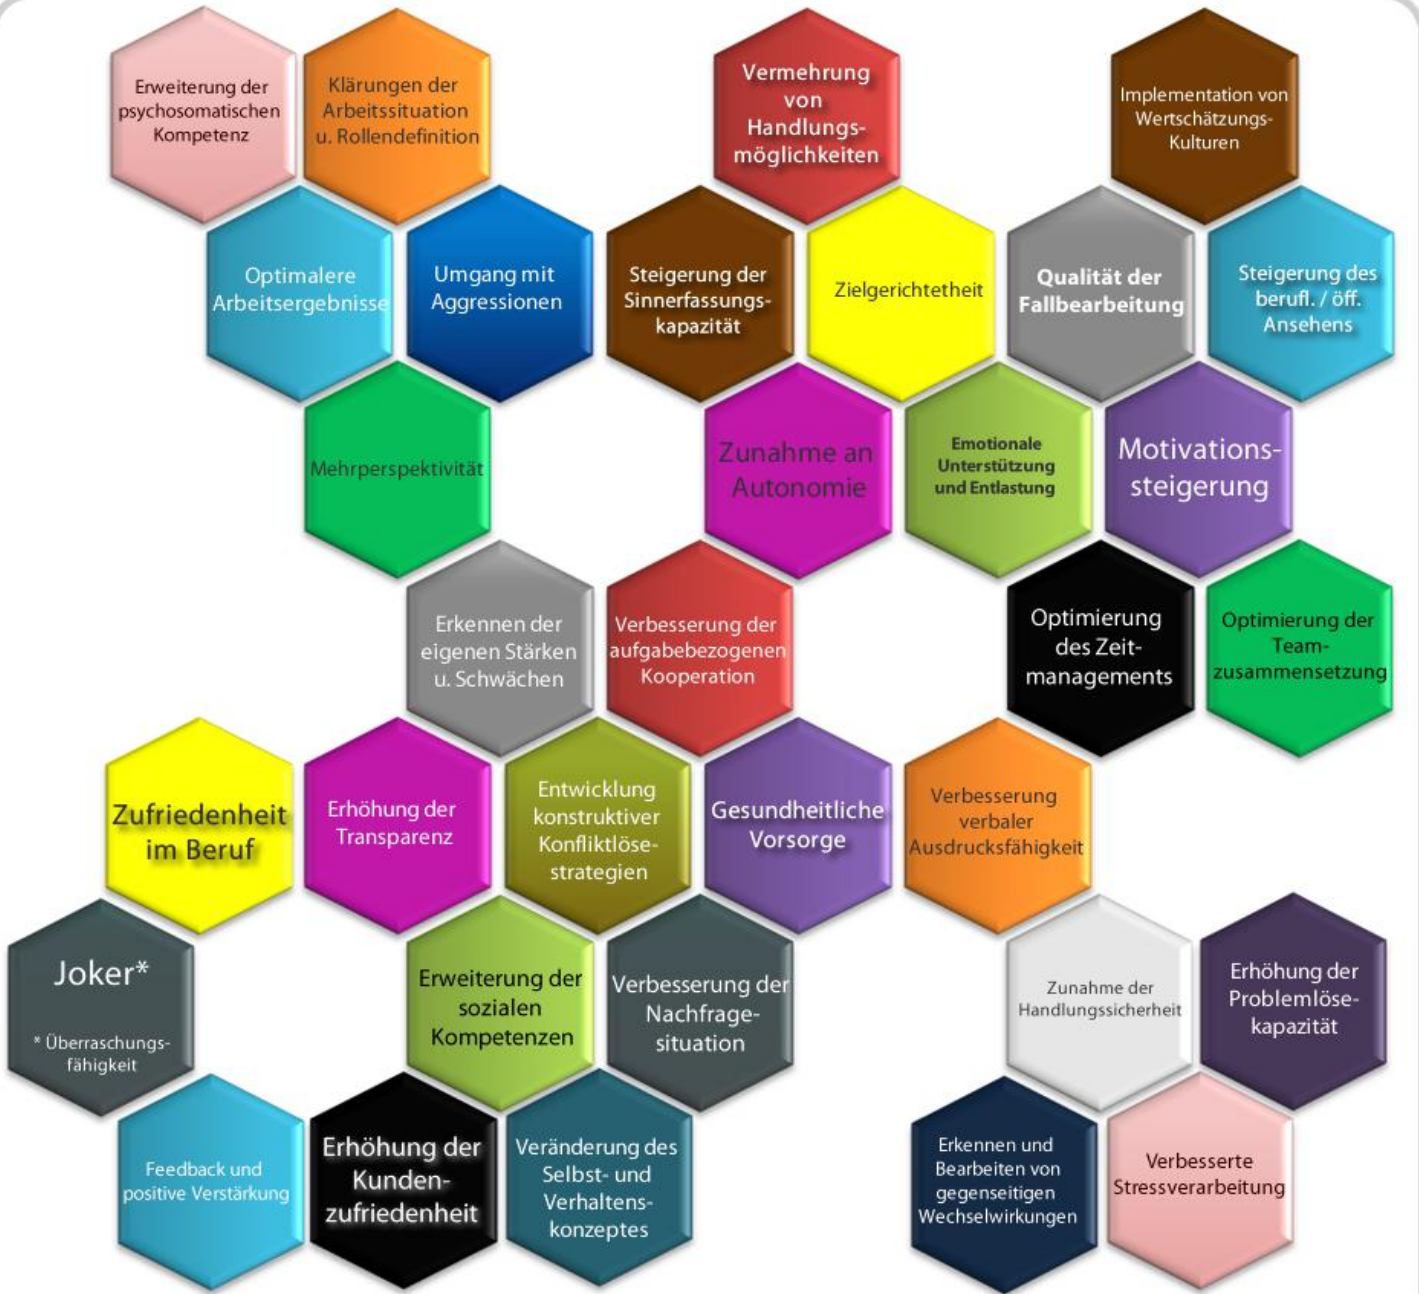 Erweiterung der
psychosomatischen
Kompetenz
Klärungen der
Arbeitssituation
u. Rollendefinition
Vermehrung
von
Handlungs-
möglichkeiten
Implementation von
Wertschätzungs-
Kulturen
Optimalere
Arbeitsergebnisse
Umgang mit
Aggressionen
Steigerung der
Sinnerfassungs-
kapazität
Zielgerichtetheit
Qualität der
Fallbearbeitung
Steigerung des
berufl. / öff.
Ansehens
Mehrperspektivität
Zunahme an
Autonomie
Emotionale
Unterstützung
und Entlastung
Motivations-
steigerung
Erkennen der
eigenen Stärken
u. Schwächen
Verbesserung der
aufgabebezogenen
Kooperation
Optimierung
des Zeit-
managements
Optimierung der
Team-
zusammensetzung
Zufriedenheit
im Beruf
Erhöhung der
Transparenz
Entwicklung
konstruktiver
Konfliktlöse-
strategien
Gesundheitliche
Vorsorge
Verbesserung
verbaler
Ausdrucksfähigkeit
Joker*
* Überraschungs-
fähigkeit
Erweiterung der
sozialen
Kompetenzen
Verbesserung der
Nachfrage-
situation
Zunahme der
Handlungssicherheit
Erhöhung der
Problemlöse-
kapazität
Feedback und
positive Verstärkung
Erhöhung der
Kunden-
zufriedenheit
Veränderung des
Selbst- und
Verhaltens-
konzeptes
Erkennen und
Bearbeiten von
gegenseitigen
Wechselwirkungen
Verbesserte
Stressverarbeitung